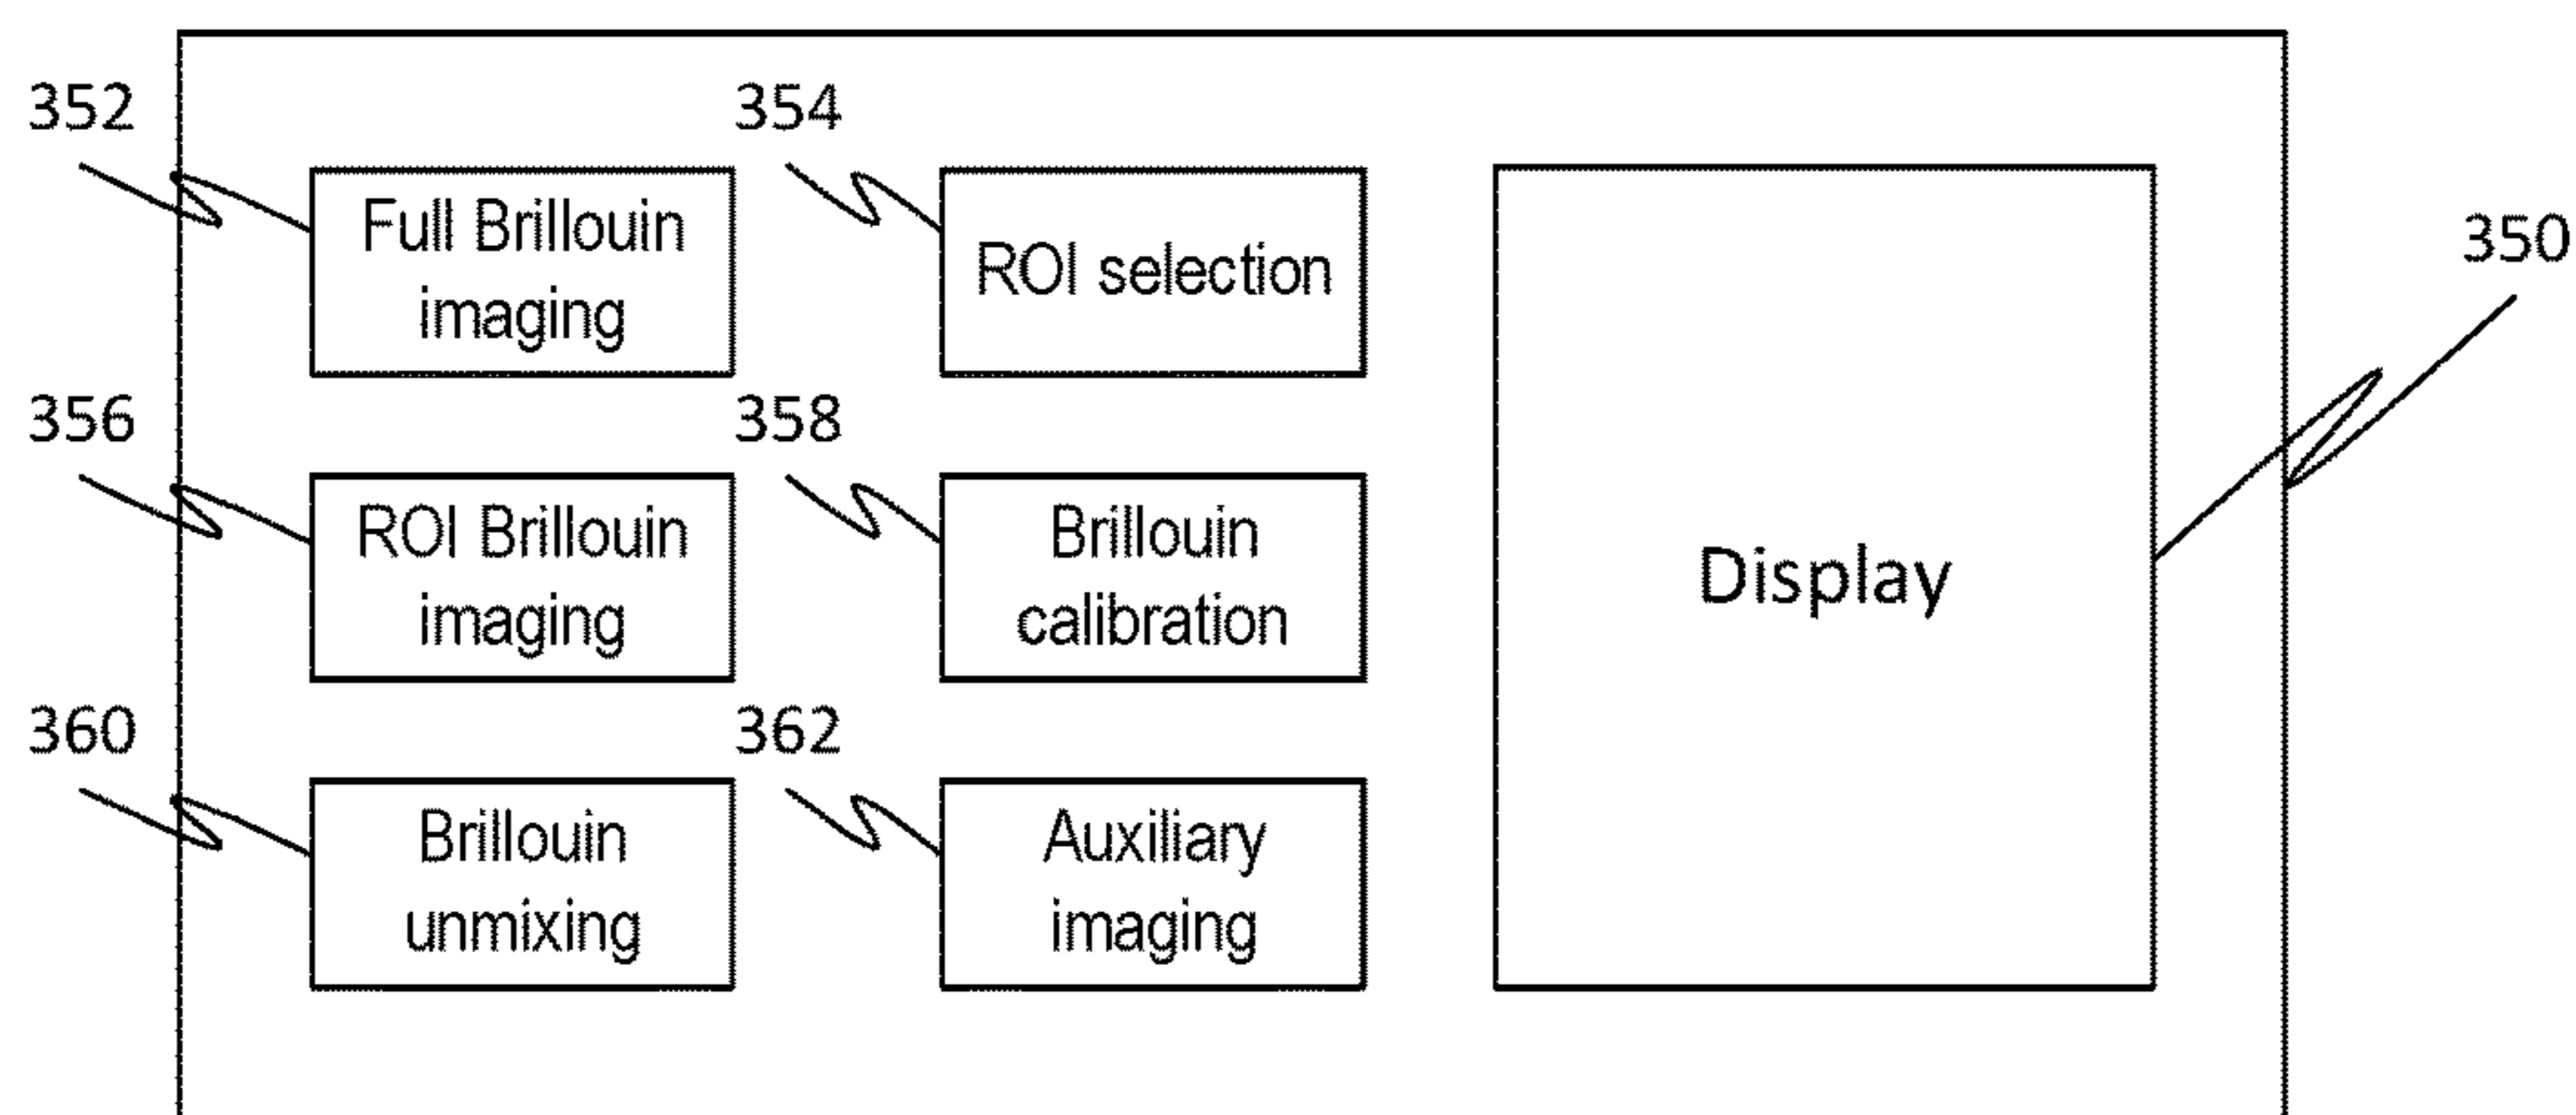 352
Full Brillouin
imaging
354
ROI selection
350
356
ROI Brillouin
imaging
358
Brillouin
calibration
Display
360
Brillouin
unmixing
362
Auxiliary
imaging